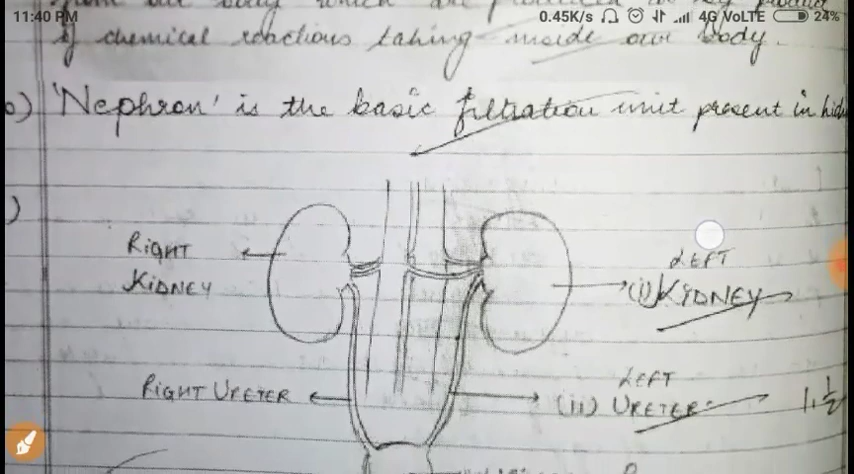 11:40 PM 0.45K/s 4G VoLTE 24%
of chemical reactions taking inside our body.
'Nephron' is the basic filtration unit present in
RIGHT
KIDNEY
LEFT
(i) KIDNEY
RIGHT URETER
LEFT
(ii) URETER
1½